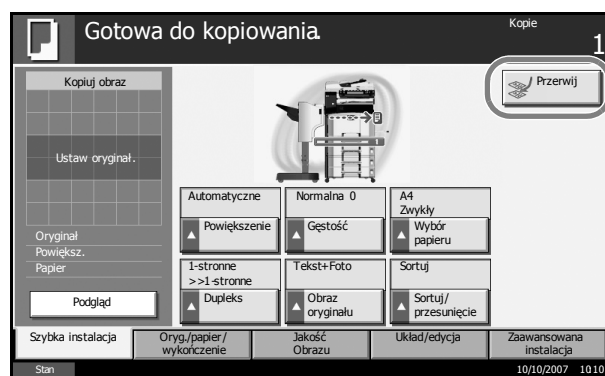 Gotowa do kopiowania.
Kopie
1
Przerwij
Kopiuj obraz
Ustaw oryginał.
Oryginał
Powiększ.
Papier
Podgląd
Automatyczne
Powiększenie
Normalna 0
Gęstość
A4
Zwykły
Wybór
papieru
1-stronne
>>1-stronne
Dupleks
Tekst+Foto
Obraz
oryginału
Sortuj
Sortuj/
przesunięcie
Szybka instalacja
Oryg./papier/
wykończenie
Jakość
Obrazu
Układ/edycja
Zaawansowana
instalacja
Stan
10/10/2007 10:10